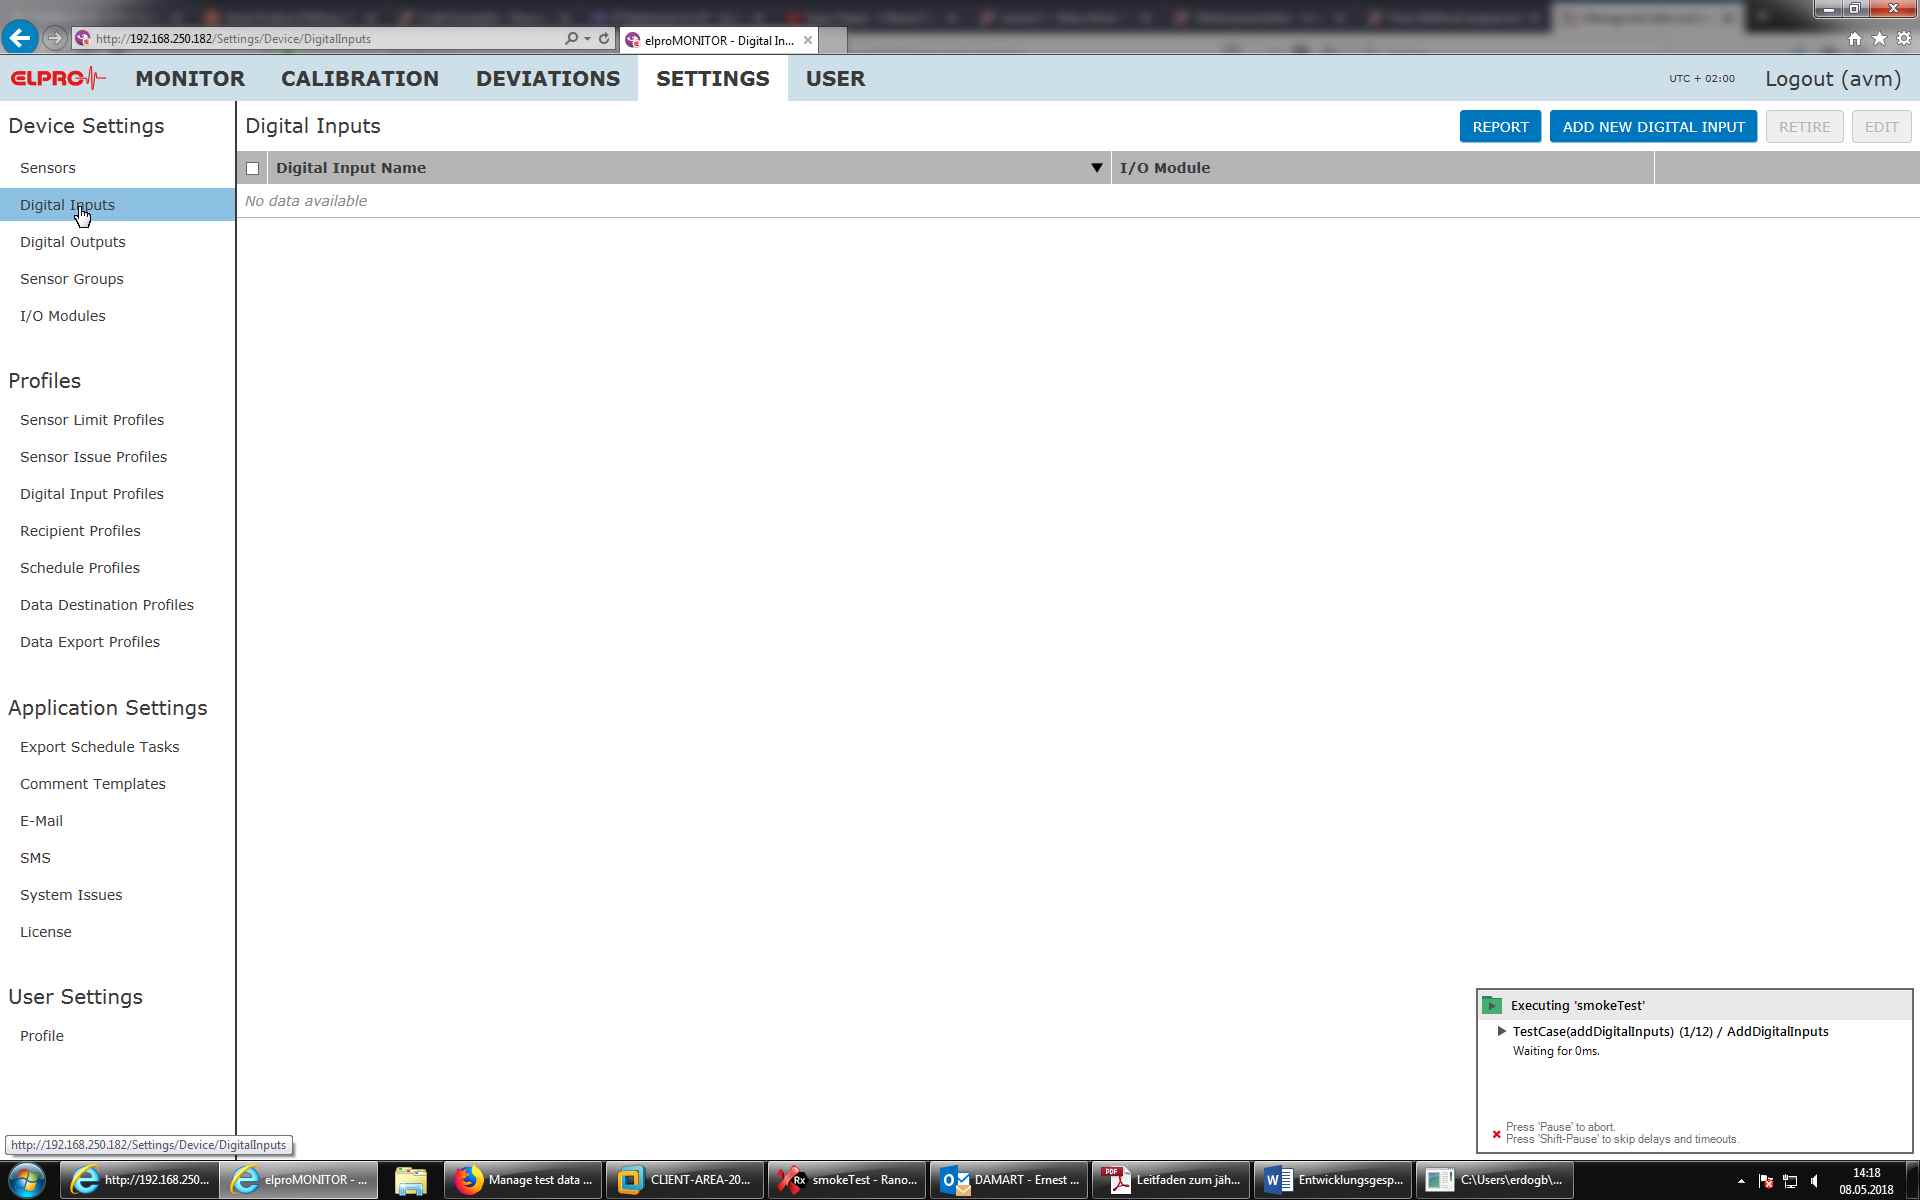 http://192.168.250.182/Settings/Device/DigitalInputs
elproMONITOR - Digital In...
ELPRO
MONITOR
CALIBRATION
DEVIATIONS
SETTINGS
USER
UTC + 02:00
Logout (avm)
Device Settings
Sensors
Digital Inputs
Digital Outputs
Sensor Groups
I/O Modules
Profiles
Sensor Limit Profiles
Sensor Issue Profiles
Digital Input Profiles
Recipient Profiles
Schedule Profiles
Data Destination Profiles
Data Export Profiles
Application Settings
Export Schedule Tasks
Comment Templates
E-Mail
SMS
System Issues
License
User Settings
Profile
Digital Inputs
REPORT
ADD NEW DIGITAL INPUT
RETIRE
EDIT
Digital Input Name
I/O Module
No data available
Executing 'smokeTest'
TestCase(addDigitalInputs) (1/12) / AddDigitalInputs
Waiting for 0ms.
Press 'Pause' to abort.
Press 'Shift-Pause' to skip delays and timeouts.
http://192.168.250.182/Settings/Device/DigitalInputs
http://192.168.250...
elproMONITOR - ...
Manage test data ...
CLIENT-AREA-20...
Rx
smokeTest - Rano...
DAMART - Ernest ...
PDF
Leitfaden zum jäh...
Entwicklungsgesp...
C:\Users\erdogb\...
14:18
08.05.2018